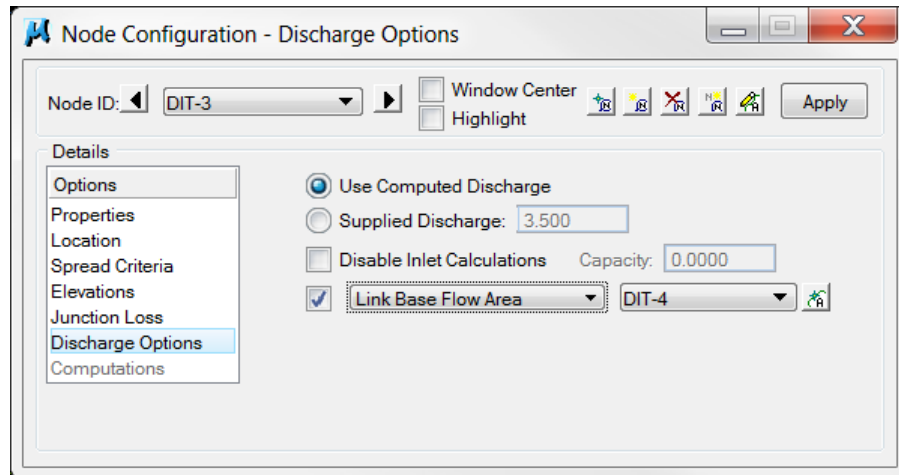 Node Configuration - Discharge Options
Node ID: DIT-3
Window Center
Highlight
Apply
Details
Options
Properties
Location
Spread Criteria
Elevations
Junction Loss
Discharge Options
Computations
Use Computed Discharge
Supplied Discharge: 3.500
Disable Inlet Calculations Capacity: 0.0000
Link Base Flow Area DIT-4